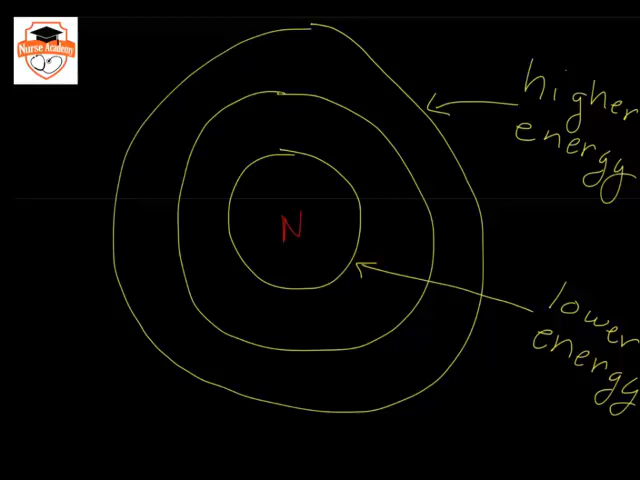 Nurse Academy
higher
energy
N
lower
energy